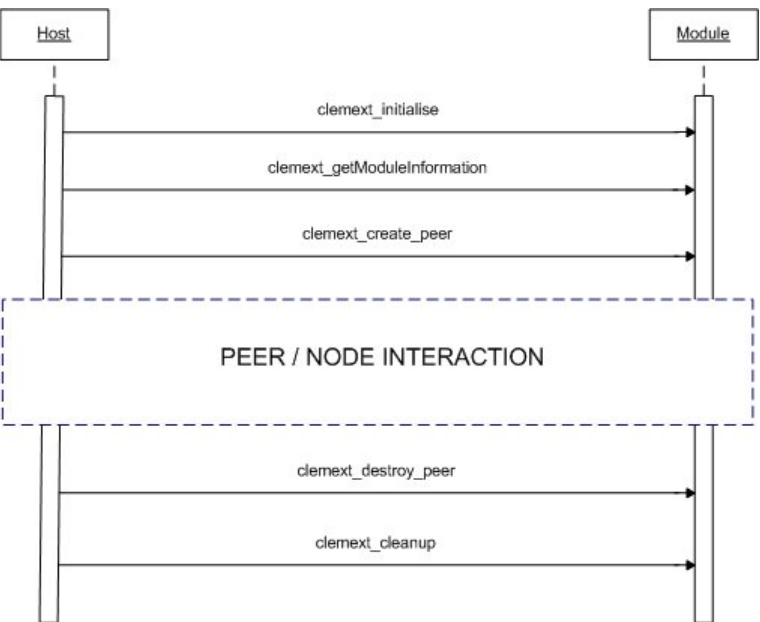 Host
Module
clemext_initialise
clemext_getModuleInformation
clemext_create_peer
PEER / NODE INTERACTION
clemext_destroy_peer
clemext_cleanup